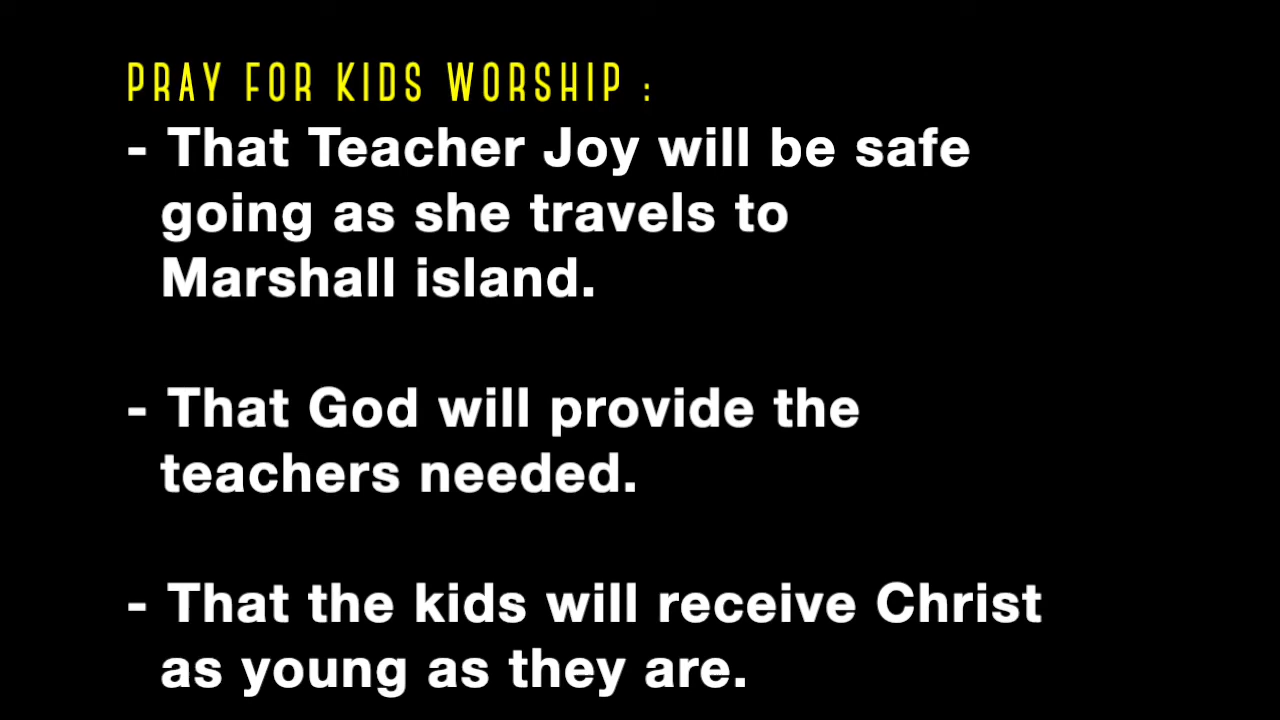 PRAY FOR KIDS WORSHIP :
- That Teacher Joy will be safe
going as she travels to
Marshall island.
- That God will provide the
teachers needed.
- That the kids will receive Christ
as young as they are.